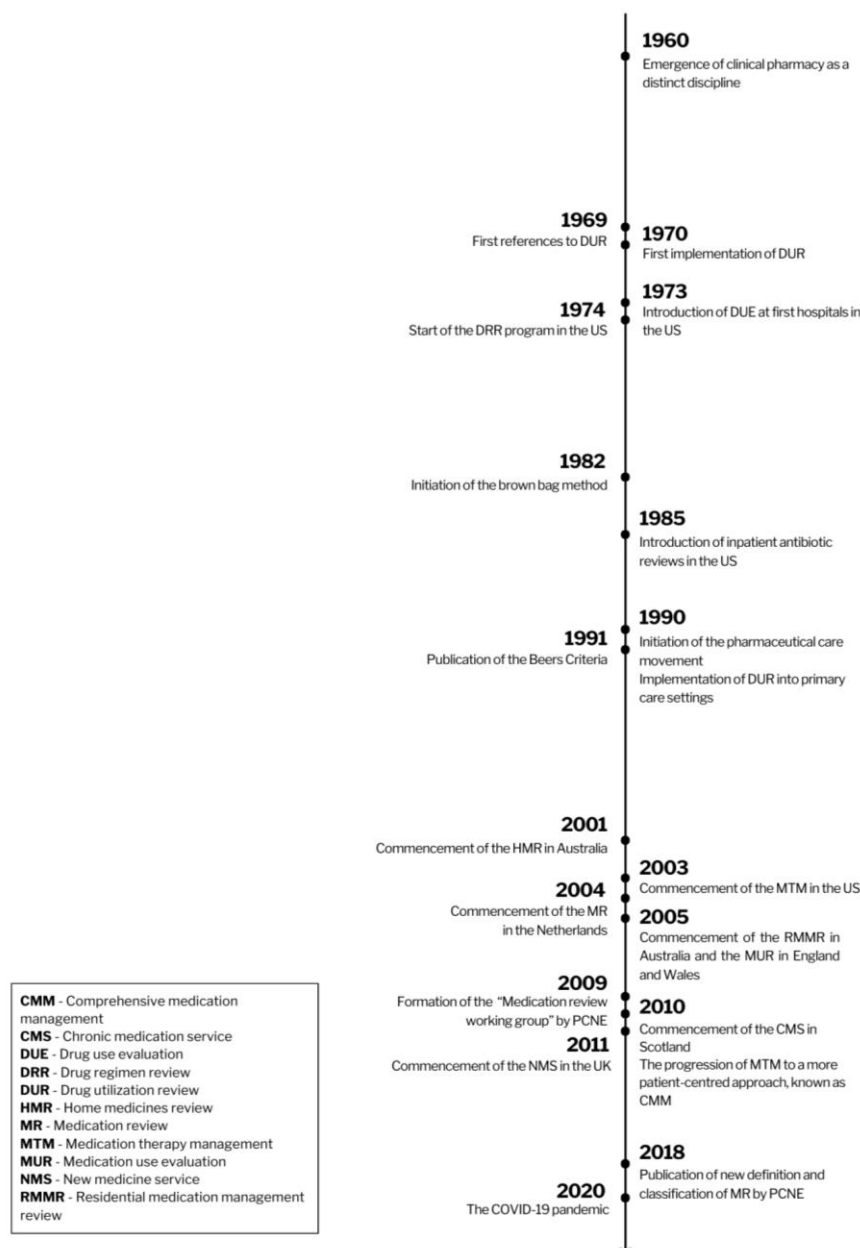 1960
Emergence of clinical pharmacy as a
distinct discipline
1969
First references to DUR
1970
First implementation of DUR
1973
Introduction of DUE at first hospitals in
the US
1974
Start of the DRR program in the US
1982
Initiation of the brown bag method
1985
Introduction of inpatient antibiotic
reviews in the US
1990
Initiation of the pharmaceutical care
movement
Implementation of DUR into primary
care settings
1991
Publication of the Beers Criteria
2001
Commencement of the HMR in Australia
2003
Commencement of the MTM in the US
2004
Commencement of the MR
in the Netherlands
2005
Commencement of the RMMR in
Australia and the MUR in England
and Wales
2009
Formation of the “Medication review
working group” by PCNE
2010
Commencement of the CMS in
Scotland
The progression of MTM to a more
patient-centred approach, known as
CMM
2011
Commencement of the NMS in the UK
2018
Publication of new definition and
classification of MR by PCNE
2020
The COVID-19 pandemic
CMM - Comprehensive medication
management
CMS - Chronic medication service
DUE - Drug use evaluation
DRR - Drug regimen review
DUR - Drug utilization review
HMR - Home medicines review
MR - Medication review
MTM - Medication therapy management
MUR - Medication use evaluation
NMS - New medicine service
RMMR - Residential medication management
review